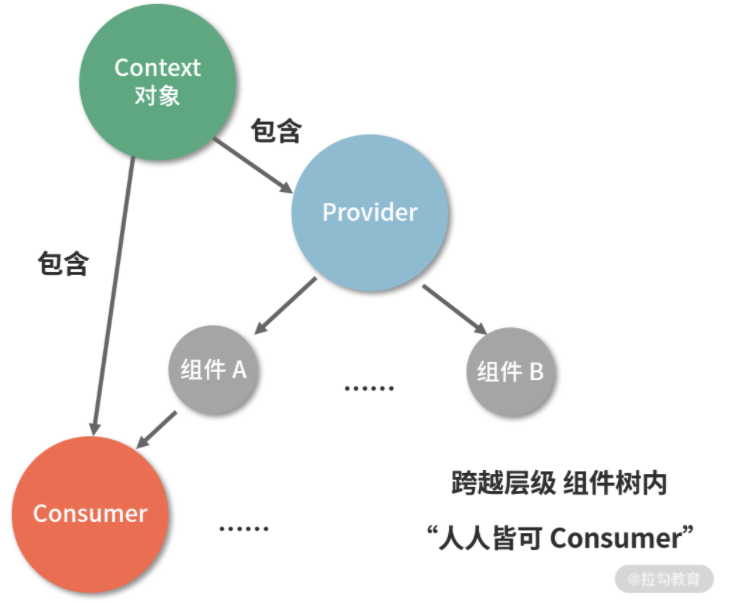 Context
对象
包含
Provider
包含
组件 A
......
组件 B
跨越层级 组件树内
Consumer
......
“人人皆可 Consumer”
@拉勾教育